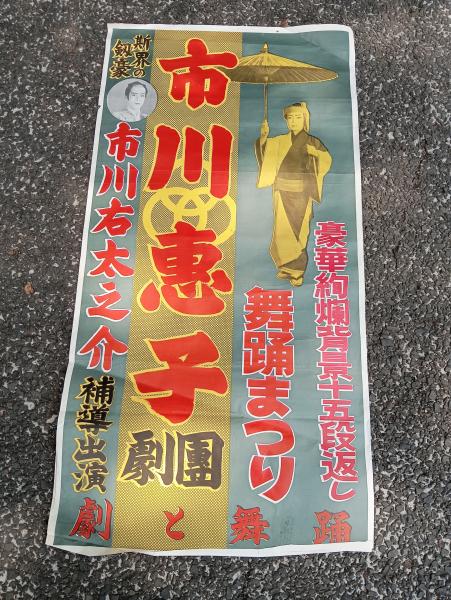 豪華絢爛背景十五段返し
舞踊まつり
市川惠子
劇團
斯界の
剣豪
市川右太之介
補導出演
劇と舞踊